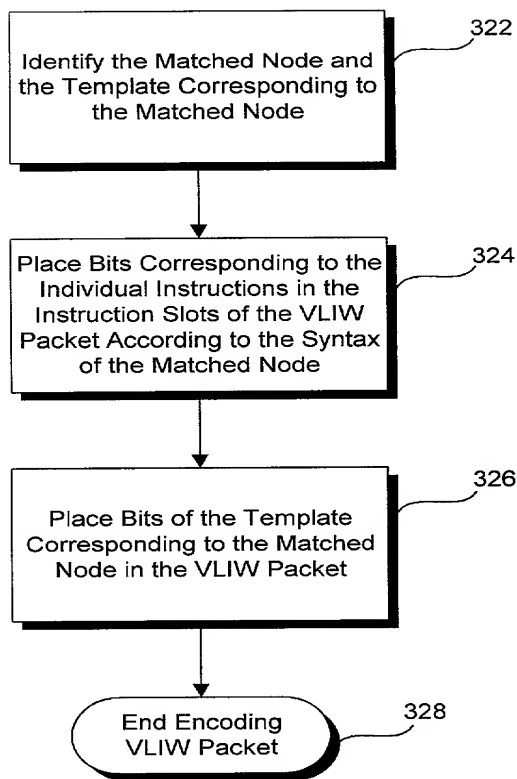 322
Identify the Matched Node and
the Template Corresponding to
the Matched Node
324
Place Bits Corresponding to the
Individual Instructions in the
Instruction Slots of the VLIW
Packet According to the Syntax
of the Matched Node
326
Place Bits of the Template
Corresponding to the Matched
Node in the VLIW Packet
328
End Encoding
VLIW Packet